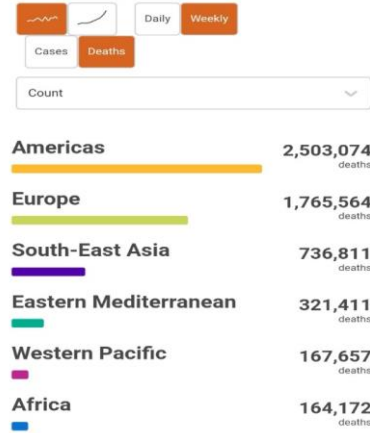 Daily Weekly
Cases Deaths
Count
Americas 2,503,074
deaths
Europe 1,765,564
deaths
South-East Asia 736,811
deaths
Eastern Mediterranean 321,411
deaths
Western Pacific 167,657
deaths
Africa 164,172
deaths